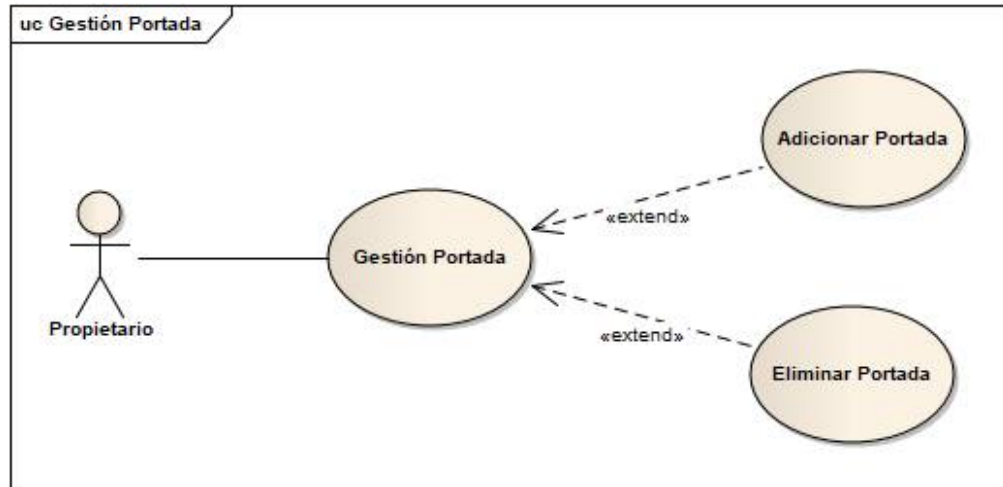 uc Gestión Portada
Adicionar Portada
«extend»
Gestión Portada
Propietario
«extend»
Eliminar Portada